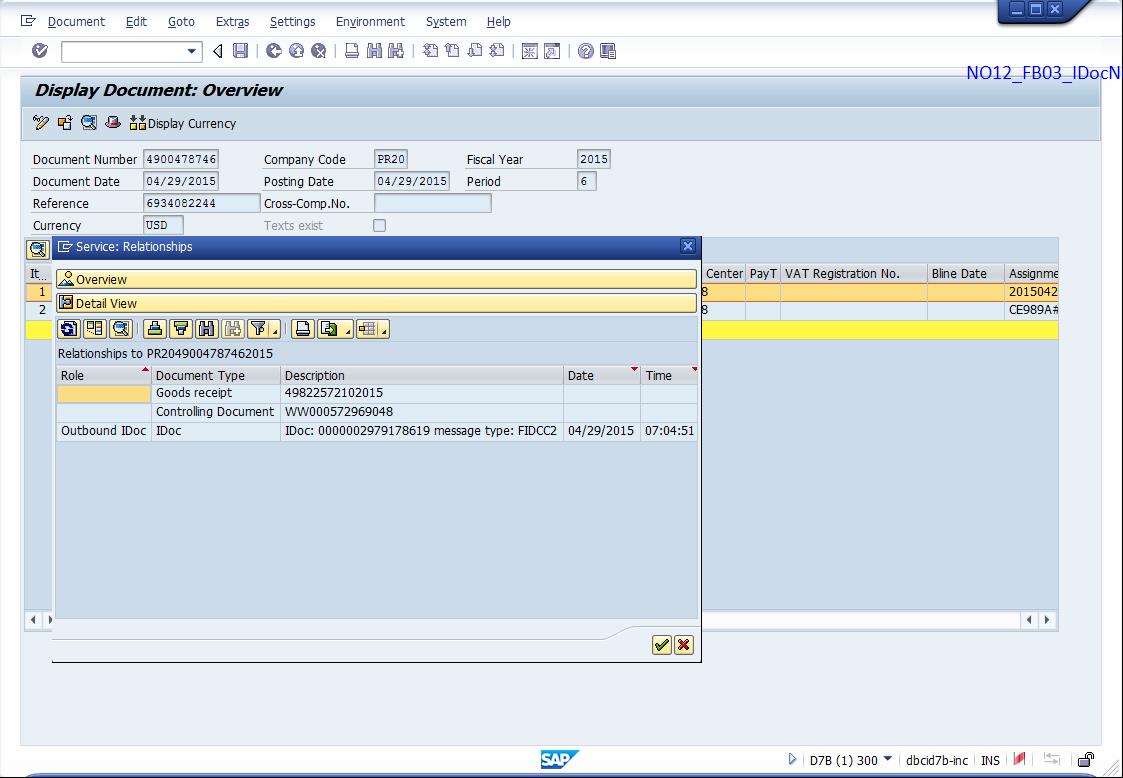 Document Edit Goto Extras Settings Environment System Help
NO12_FB03_IDocN
Display Document: Overview
Display Currency
Document Number 4900478746 Company Code PR20 Fiscal Year 2015
Document Date 04/29/2015 Posting Date 04/29/2015 Period 6
Reference 6934082244 Cross-Comp.No.
Currency USD Texts exist
Service: Relationships
It... Center PayT VAT Registration No. Bline Date Assignme
1 8 2015042
2 8 CE989A#
Overview
Detail View
Relationships to PR2049004787462015
Role Document Type Description Date Time
Goods receipt 49822572102015
Controlling Document WW000572969048
Outbound IDoc IDoc IDoc: 0000002979178619 message type: FIDCC2 04/29/2015 07:04:51
SAP D7B (1) 300 dbcid7b-inc INS